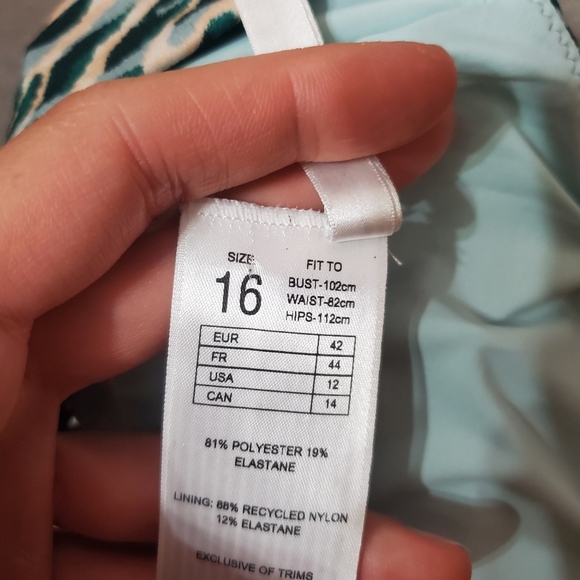 SIZE
16
FIT TO
BUST-102cm
WAIST-82cm
HIPS-112cm
EUR 42
FR 44
USA 12
CAN 14
81% POLYESTER 19%
ELASTANE
LINING: 88% RECYCLED NYLON
12% ELASTANE
EXCLUSIVE OF TRIMS